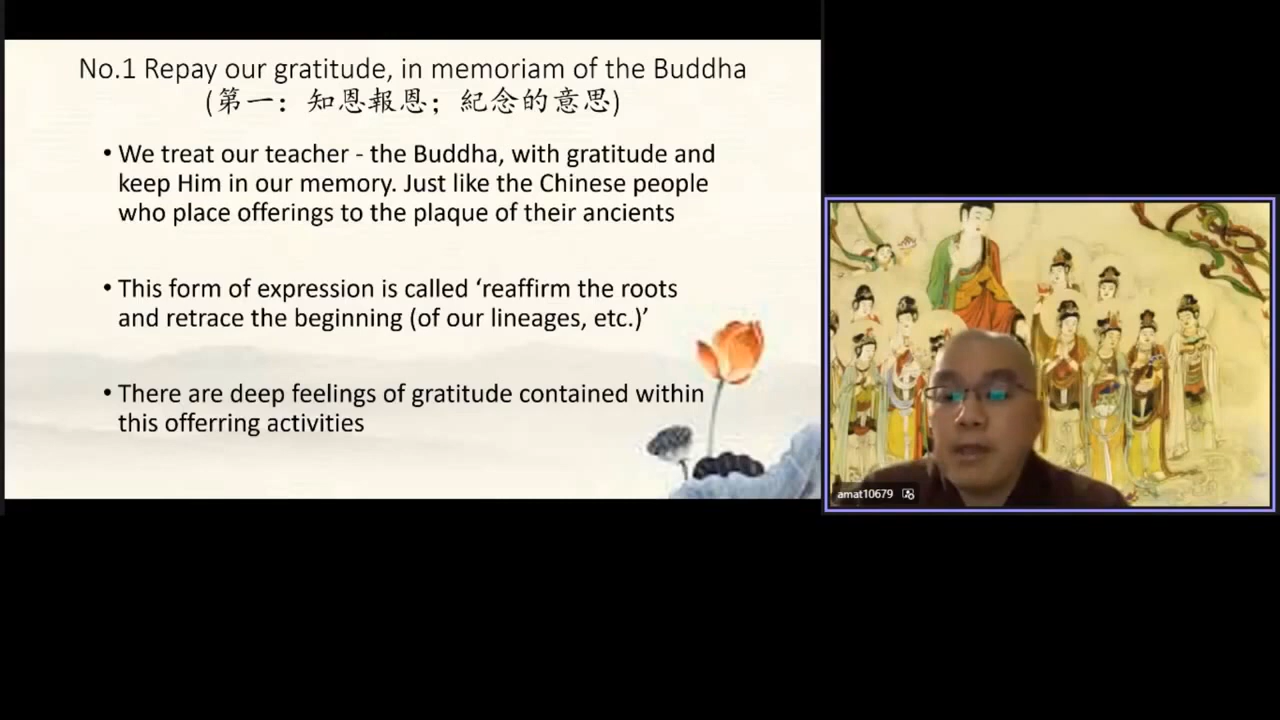 No.1 Repay our gratitude, in memoriam of the Buddha
(第一：知恩報恩；紀念的意思)
• We treat our teacher - the Buddha, with gratitude and
keep Him in our memory. Just like the Chinese people
who place offerings to the plaque of their ancients
• This form of expression is called ‘reaffirm the roots
and retrace the beginning (of our lineages, etc.)’
• There are deep feelings of gratitude contained within
this offerring activities
amat10679